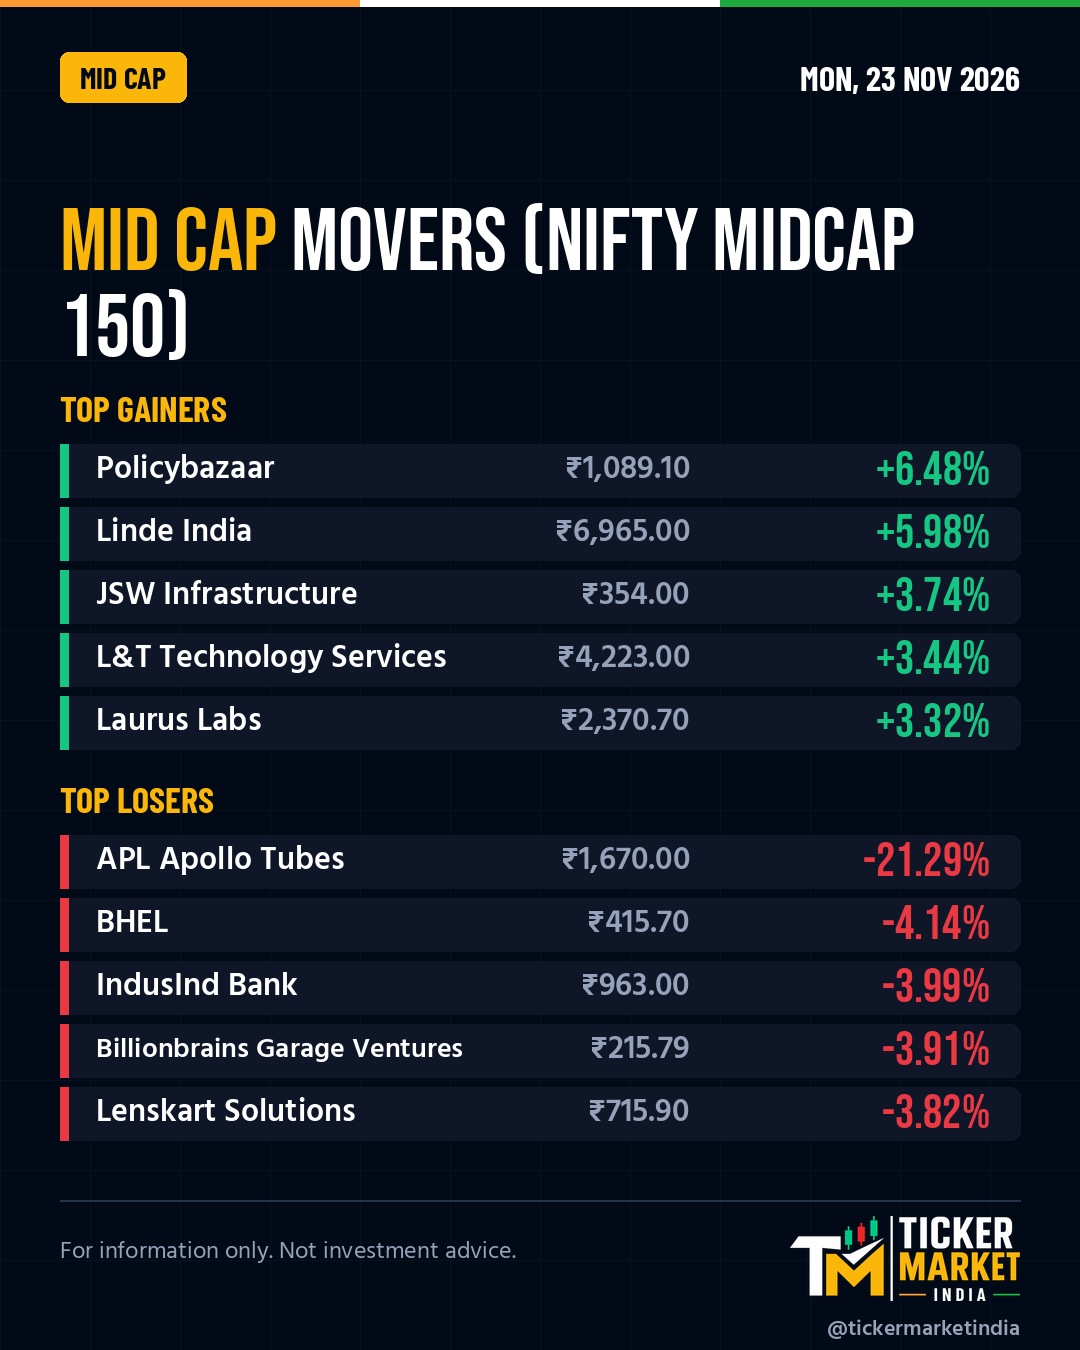 MID CAP
MON, 23 NOV 2026
MID CAP MOVERS (NIFTY MIDCAP
150)
TOP GAINERS
Policybazaar ₹1,089.10 +6.48%
Linde India ₹6,965.00 +5.98%
JSW Infrastructure ₹354.00 +3.74%
L&T Technology Services ₹4,223.00 +3.44%
Laurus Labs ₹2,370.70 +3.32%
TOP LOSERS
APL Apollo Tubes ₹1,670.00 -21.29%
BHEL ₹415.70 -4.14%
IndusInd Bank ₹963.00 -3.99%
Billionbrains Garage Ventures ₹215.79 -3.91%
Lenskart Solutions ₹715.90 -3.82%
For information only. Not investment advice.
TM
TICKER
MARKET
INDIA
@tickermarketindia